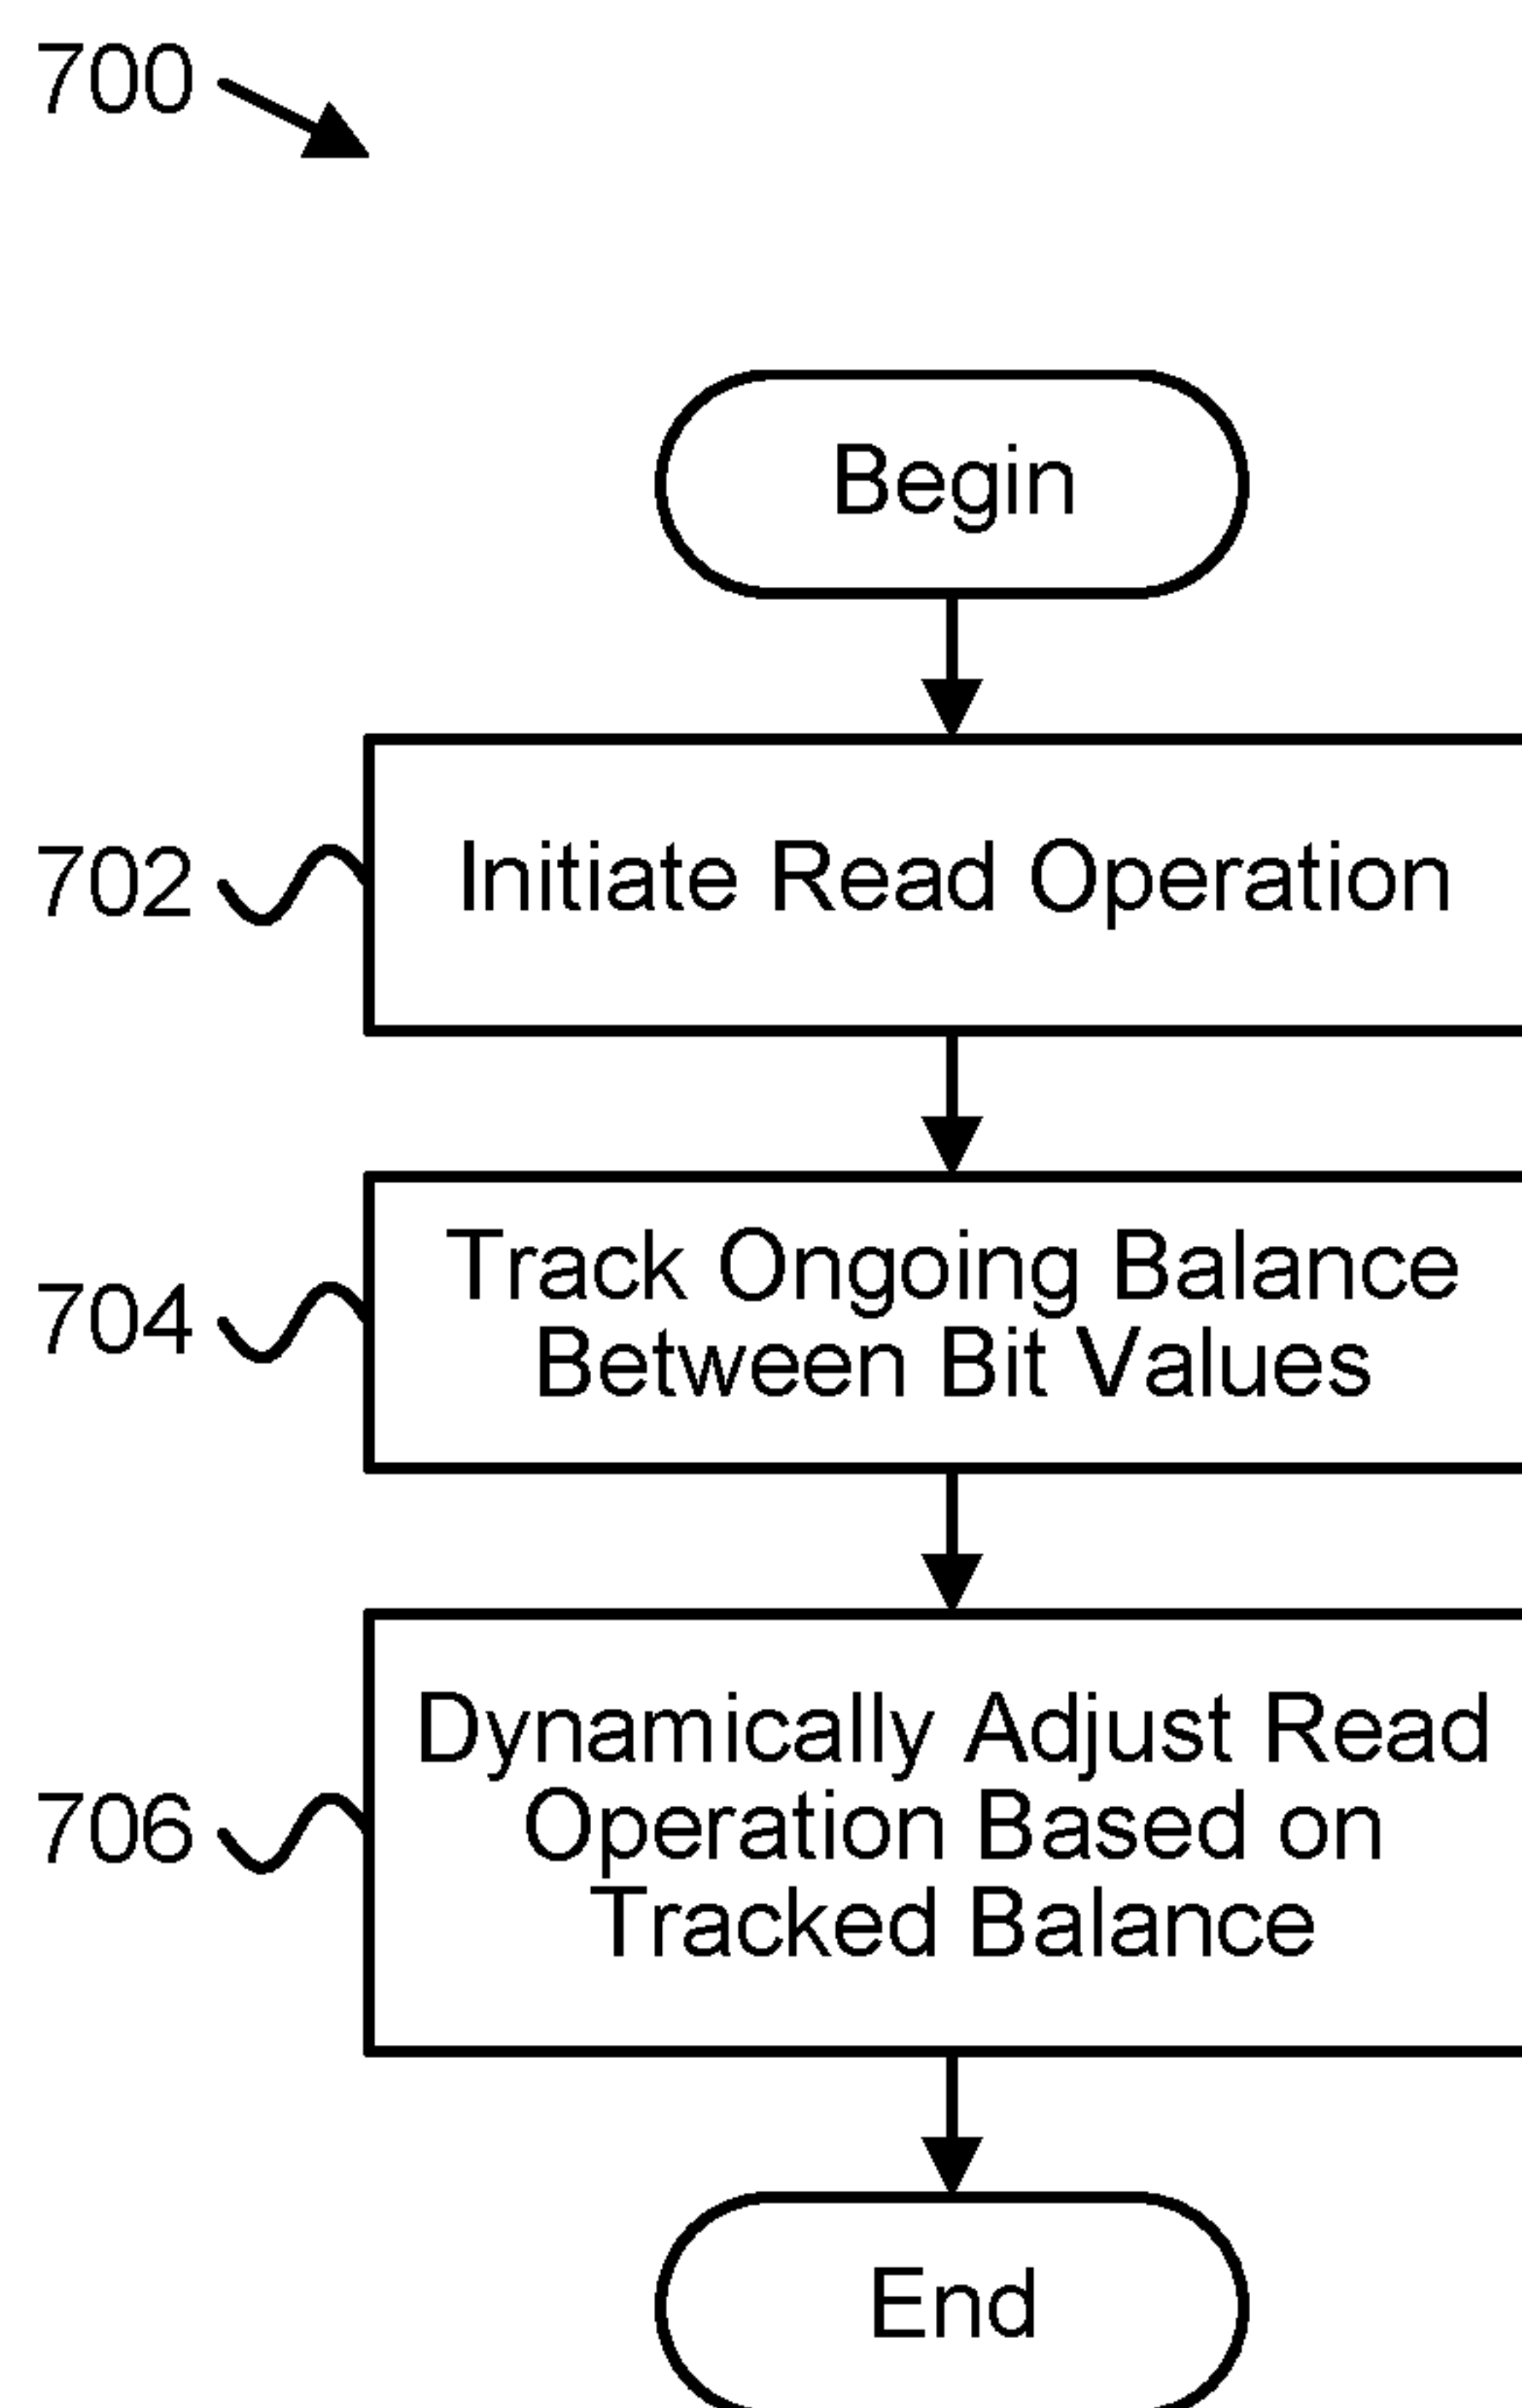 700
Begin
702
Initiate Read Operation
704
Track Ongoing Balance
Between Bit Values
706
Dynamically Adjust Read
Operation Based on
Tracked Balance
End